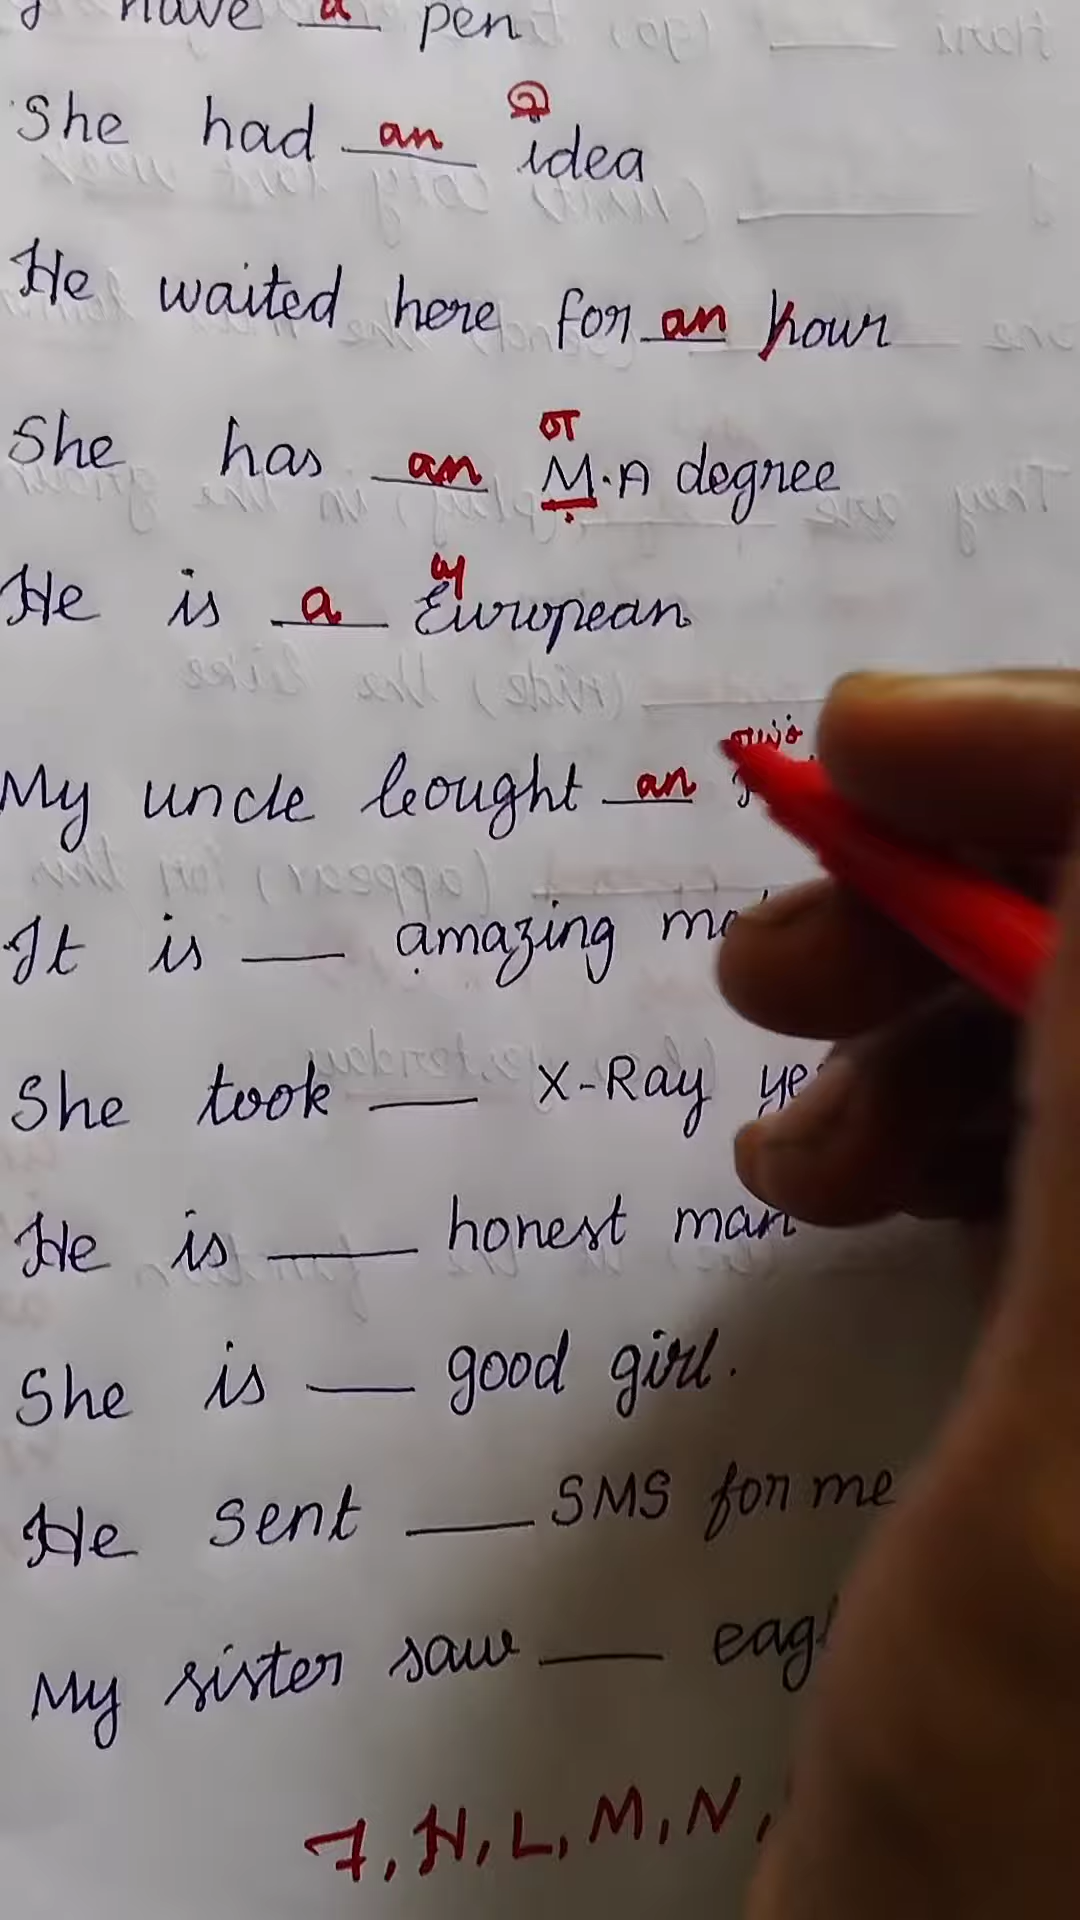 I have a pen
She had an இ idea
He waited here for an hour
She has an எ M.A degree
He is a ய European
My uncle bought an
It is ___ amazing
She took ___ X-Ray
He is ___ honest man
She is ___ good girl.
He sent ___ SMS for me
My sister saw ___
F, H, L, M, N,